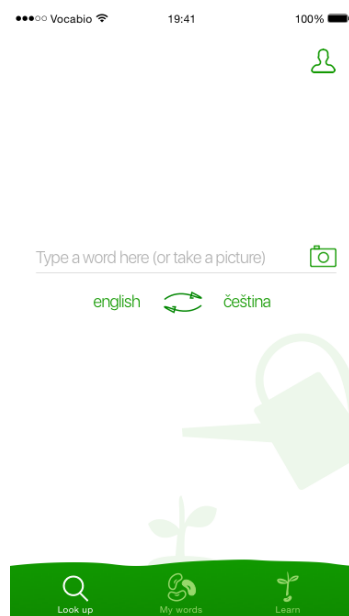 Vocabio 19:41 100%
Type a word here (or take a picture)
english čeština
Look up My words Learn